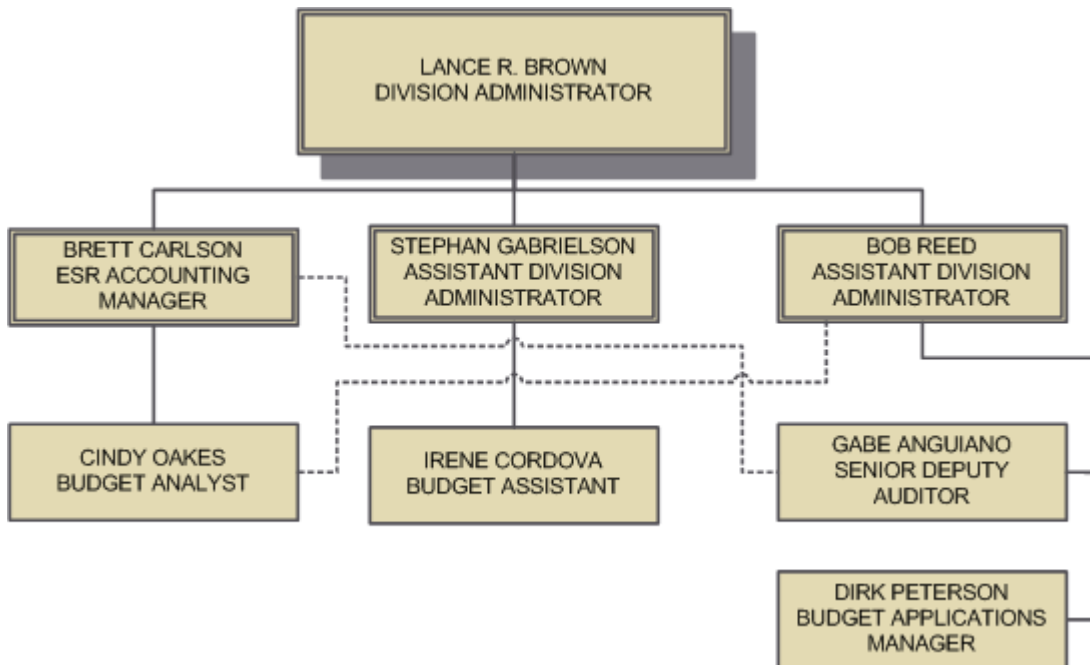 LANCE R. BROWN
DIVISION ADMINISTRATOR
BRETT CARLSON
ESR ACCOUNTING
MANAGER
STEPHAN GABRIELSON
ASSISTANT DIVISION
ADMINISTRATOR
BOB REED
ASSISTANT DIVISION
ADMINISTRATOR
CINDY OAKES
BUDGET ANALYST
IRENE CORDOVA
BUDGET ASSISTANT
GABE ANGUIANO
SENIOR DEPUTY
AUDITOR
DIRK PETERSON
BUDGET APPLICATIONS
MANAGER